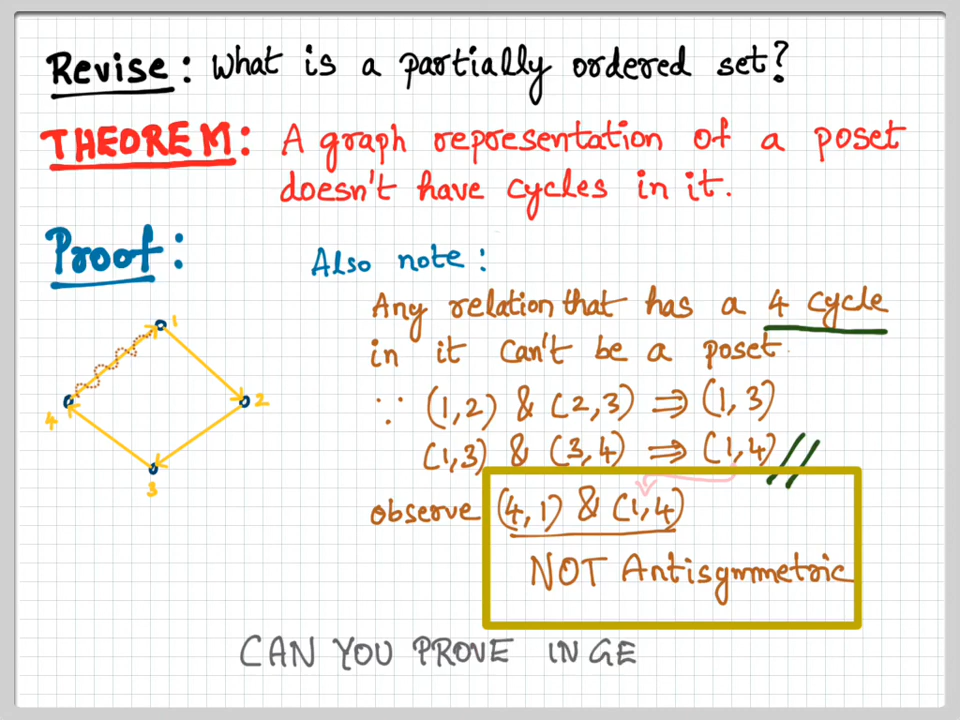 Revise: What is a partially ordered set?
THEOREM: A graph representation of a poset
doesn't have cycles in it.
Proof:
Also note:
Any relation that has a 4 cycle
in it can't be a poset
∵ (1,2) & (2,3) ⇒ (1,3)
(1,3) & (3,4) ⇒ (1,4)
observe (4,1) & (1,4)
NOT Antisymmetric
1
2
4
3
CAN YOU PROVE IN GE